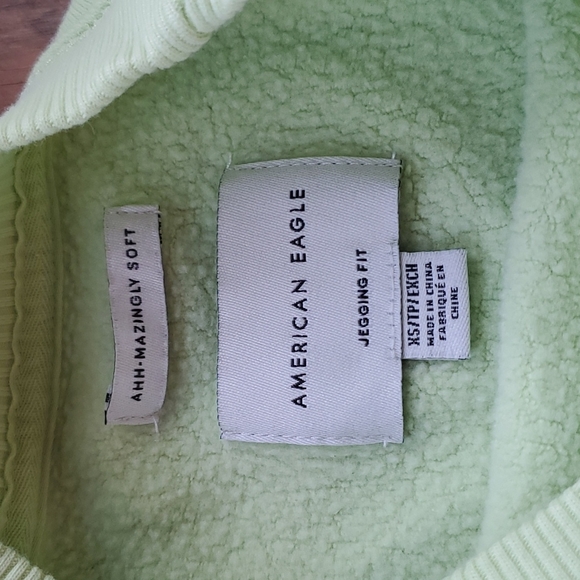 AHH-MAZINGLY SOFT
AMERICAN EAGLE
JEGGING FIT
XS/TP/EXCH
MADE IN CHINA
FABRIQUÉ EN
CHINE